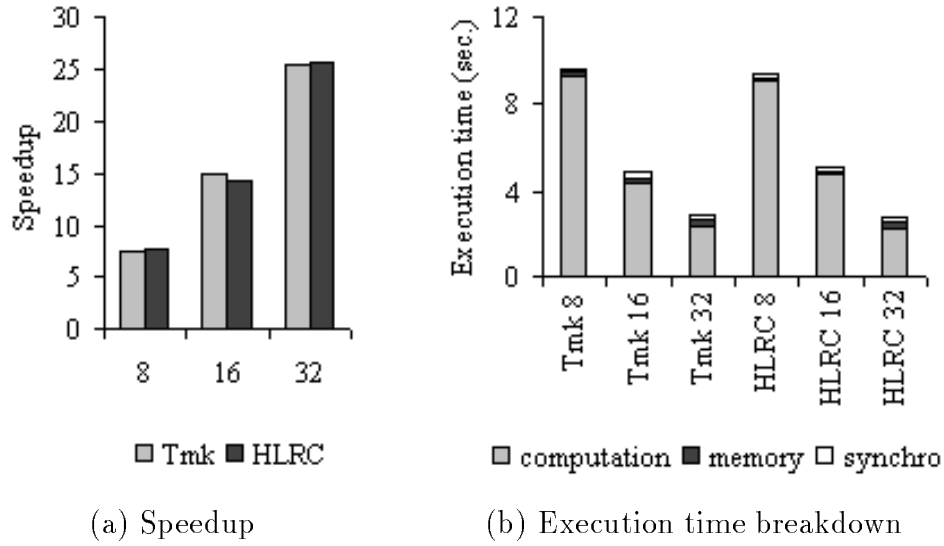 30
25
20
15
10
5
0
Speedup
8 16 32
Tmk HLRC
(a) Speedup
12
8
4
0
Execution time (sec.)
Tmk 8
Tmk 16
Tmk 32
HLRC 8
HLRC 16
HLRC 32
computation memory synchro
(b) Execution time breakdown